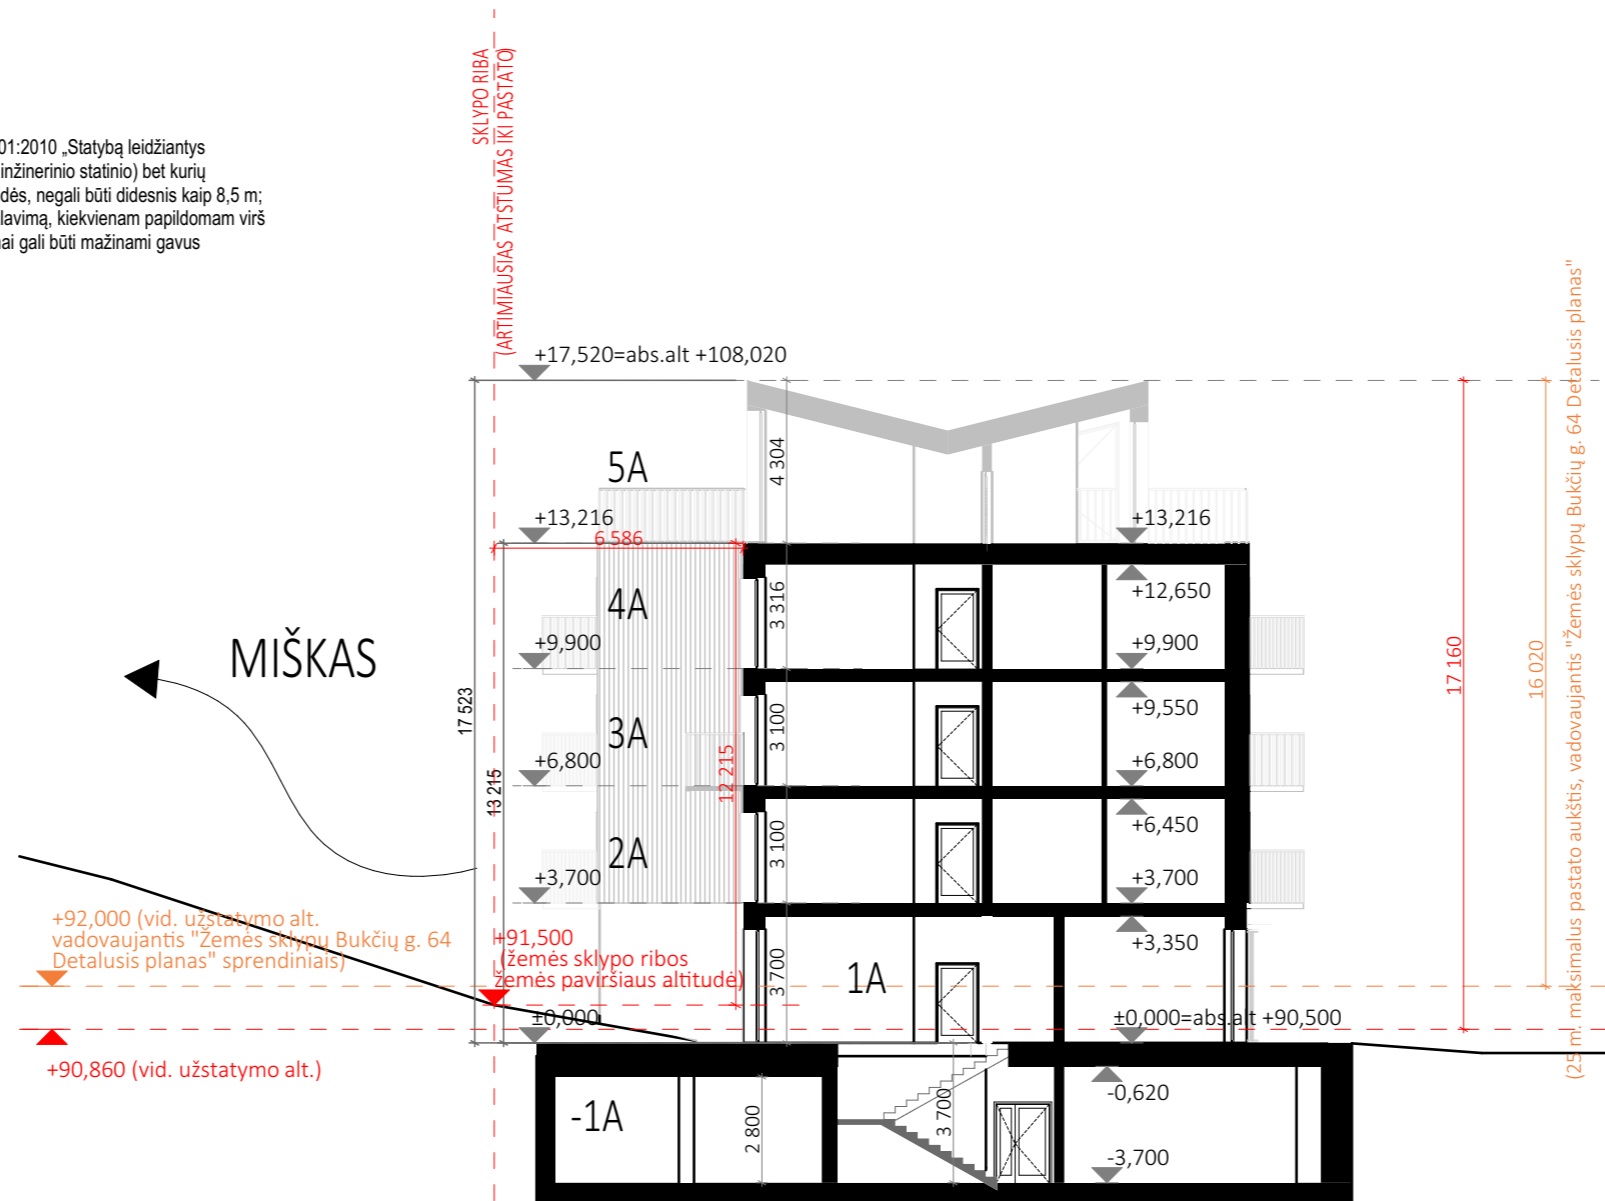 01:2010 „Statybą leidžiantys
inžinerinio statinio) bet kurių
dės, negali būti didesnis kaip 8,5 m;
lavimą, kiekvienam papildomam virš
nai gali būti mažinami gavus
SKLYPO RIBA
(ARTIMIAUSIAS ATSTUMAS IKI PASTATO)
+17,520=abs.alt +108,020
5A
4 304
+13,216
+13,216
6 586
4A
3 316
+12,650
+9,900
+9,900
MIŠKAS
17 523
13 215
3A
3 100
12 215
+9,550
+6,800
+6,800
2A
3 100
+6,450
+3,700
+3,700
+3,350
17 160
16 020
(25 m. maksimalus pastato aukštis, vadovaujantis "Žemės sklypų Bukčių g. 64 Detalusis planas"
+92,000 (vid. užstatymo alt.
vadovaujantis "Žemės sklypų Bukčių g. 64
Detalusis planas" sprendiniais)
+91,500
(žemės sklypo ribos
žemės paviršiaus altitudė)
3 700
1A
±0,000
±0,000=abs.alt +90,500
+90,860 (vid. užstatymo alt.)
-1A
2 800
3 700
-0,620
-3,700